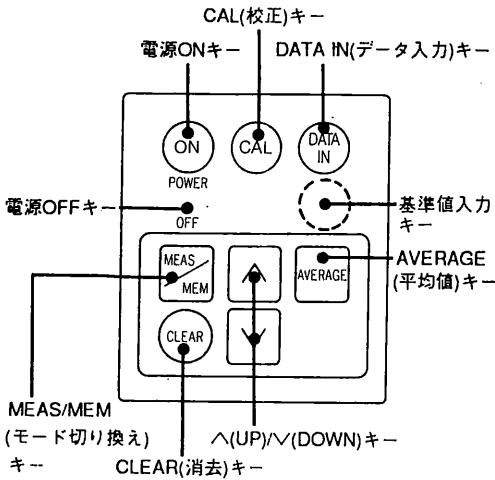 CAL(校正)キー
電源ONキー
DATA IN(データ入力)キー
ON
CAL
DATA
IN
POWER
電源OFFキー
OFF
基準値入力
キー
MEAS
MEM
AVERAGE
AVERAGE
(平均値)キー
CLEAR
MEAS/MEM
(モード切り換え)
キー
∧(UP)/∨(DOWN)キー
CLEAR(消去)キー